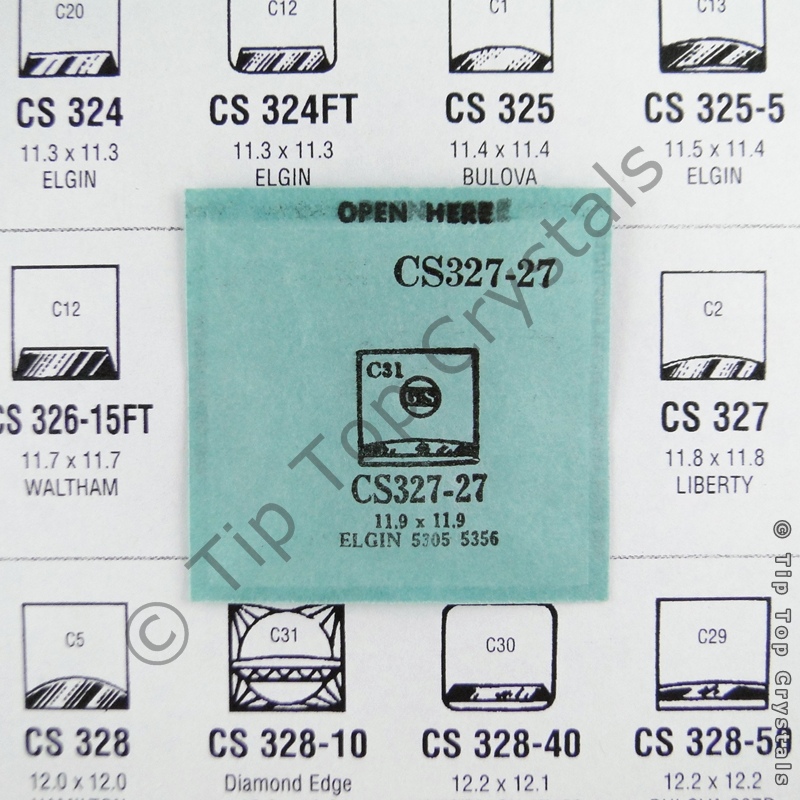 C20
C12
C1
C13
CS 324
CS 324FT
CS 325
CS 325-5
11.3 x 11.3
11.3 x 11.3
11.4 x 11.4
11.5 x 11.4
ELGIN
ELGIN
BULOVA
ELGIN
OPEN HERE
CS327-27
C12
C31
GS
C2
CS 326-15FT
CS327-27
CS 327
11.7 x 11.7
11.9 x 11.9
11.8 x 11.8
WALTHAM
ELGIN 5305 5356
LIBERTY
C5
C31
C30
C29
CS 328
CS 328-10
CS 328-40
CS 328-50
12.0 x 12.0
Diamond Edge
12.2 x 12.1
12.2 x 12.2
HAMILTON
© Tip Top Crystals
© Tip Top Crystals